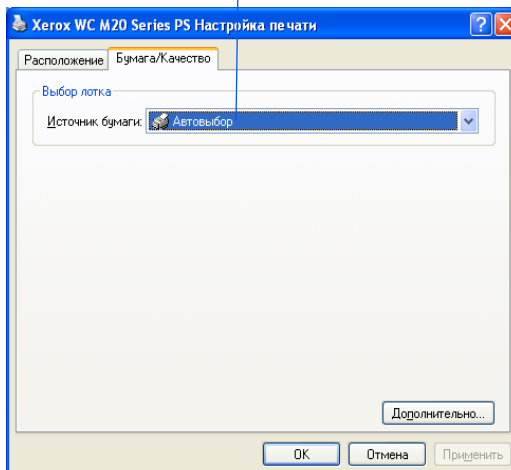 Xerox WC M20 Series PS Настройка печати
Расположение Бумага/Качество
Выбор лотка
Источник бумаги: Автовыбор
Дополнительно...
OK Отмена Применить